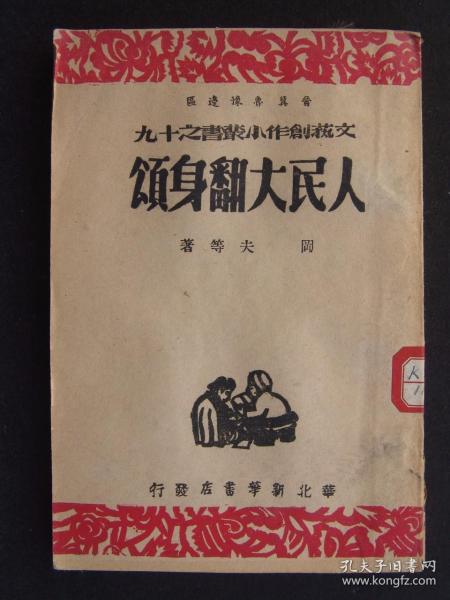 晉冀魯豫邊區
文萟創作小叢書之十九
人民大翻身頌
岡夫等著
K
華北新華書店發行
孔夫子旧书网
www.kongfz.com